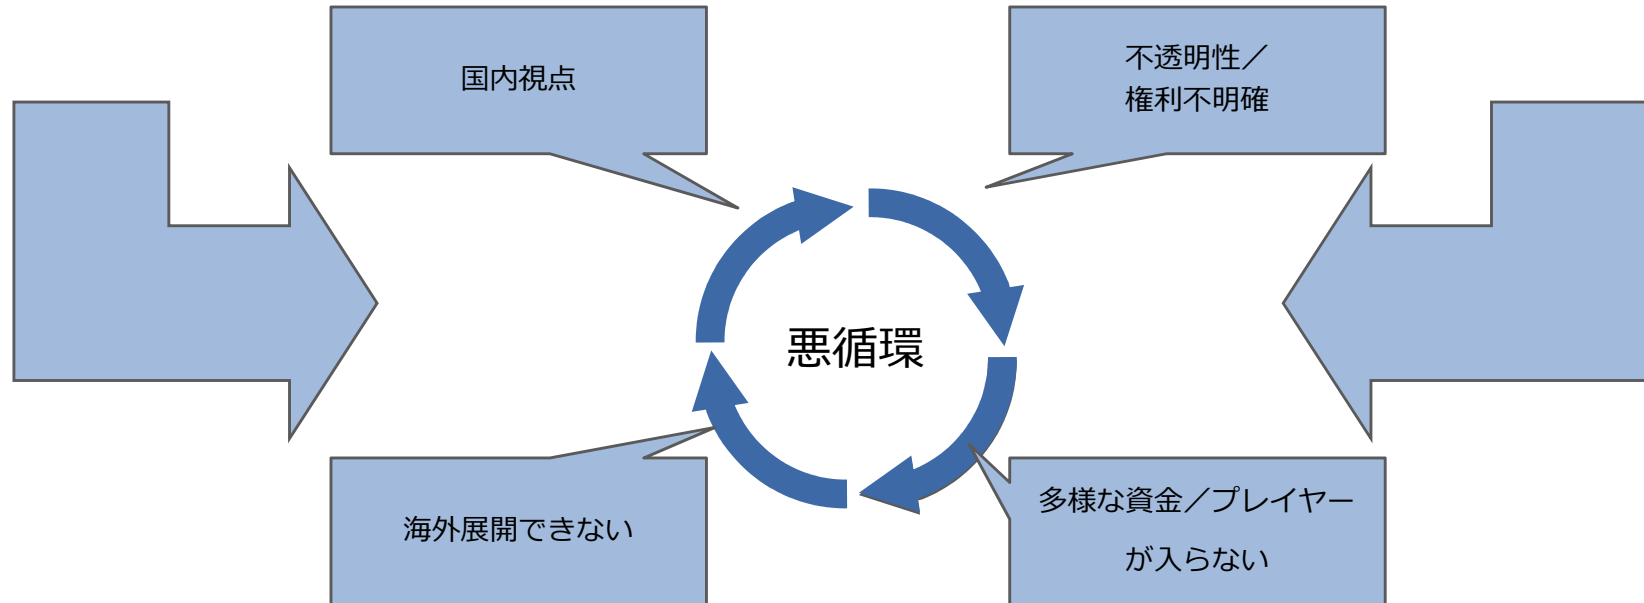 国内視点
不透明性／
権利不明確
悪循環
海外展開できない
多様な資金／プレイヤー
が入らない